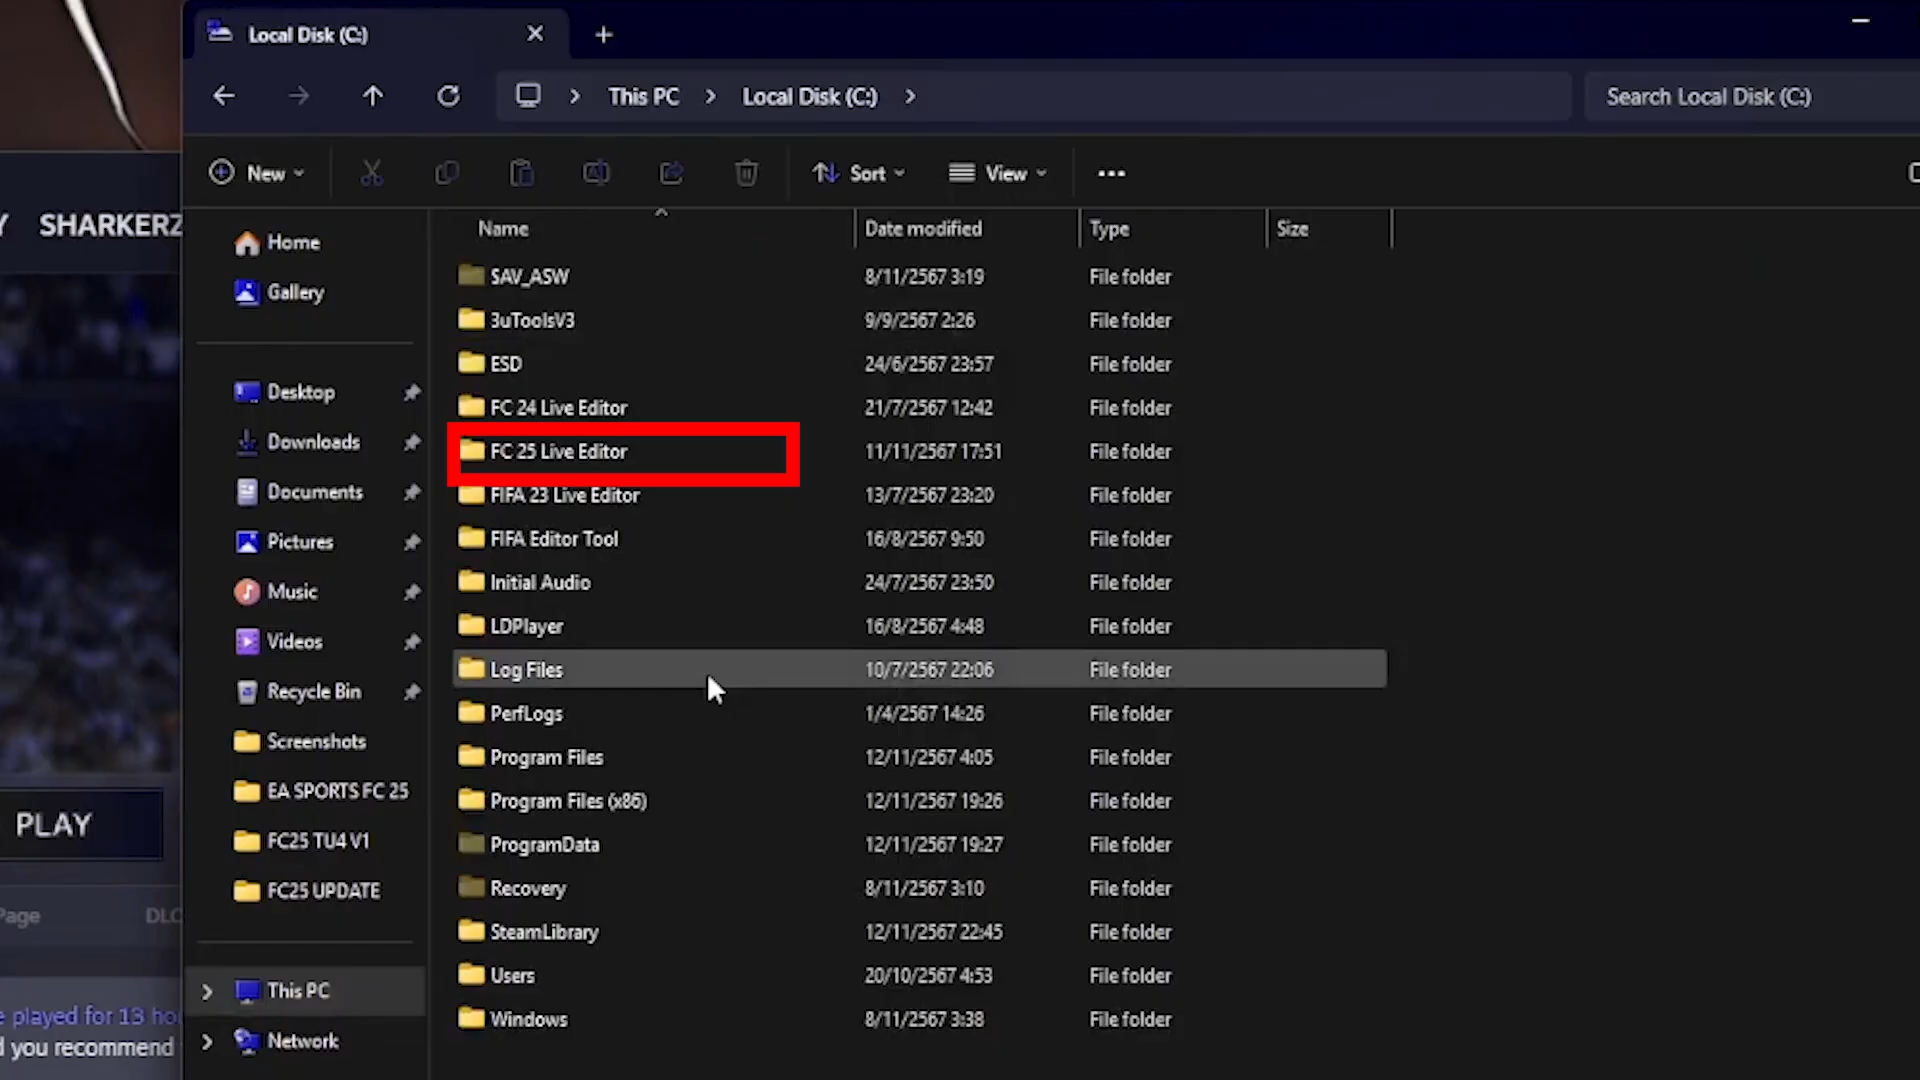 Local Disk (C:)
This PC > Local Disk (C:) >
Search Local Disk (C:)
New
Sort
View
SHARKERZ
Home
Gallery
Desktop
Downloads
Documents
Pictures
Music
Videos
Recycle Bin
Screenshots
EA SPORTS FC 25
FC25 TU4 V1
FC25 UPDATE
This PC
Network
Name Date modified Type Size
$AV_ASW 8/11/2567 3:19 File folder
3uToolsV3 9/9/2567 2:26 File folder
ESD 24/6/2567 23:57 File folder
FC 24 Live Editor 21/7/2567 12:42 File folder
FC 25 Live Editor 11/11/2567 17:51 File folder
FIFA 23 Live Editor 13/7/2567 23:20 File folder
FIFA Editor Tool 16/8/2567 9:50 File folder
Initial Audio 24/7/2567 23:50 File folder
LDPlayer 16/8/2567 4:48 File folder
Log Files 10/7/2567 22:06 File folder
PerfLogs 1/4/2567 14:26 File folder
Program Files 12/11/2567 4:05 File folder
Program Files (x86) 12/11/2567 19:26 File folder
ProgramData 12/11/2567 19:27 File folder
Recovery 8/11/2567 3:10 File folder
SteamLibrary 12/11/2567 22:45 File folder
Users 20/10/2567 4:53 File folder
Windows 8/11/2567 3:38 File folder
PLAY
Page DLC
played for 13
you recommend